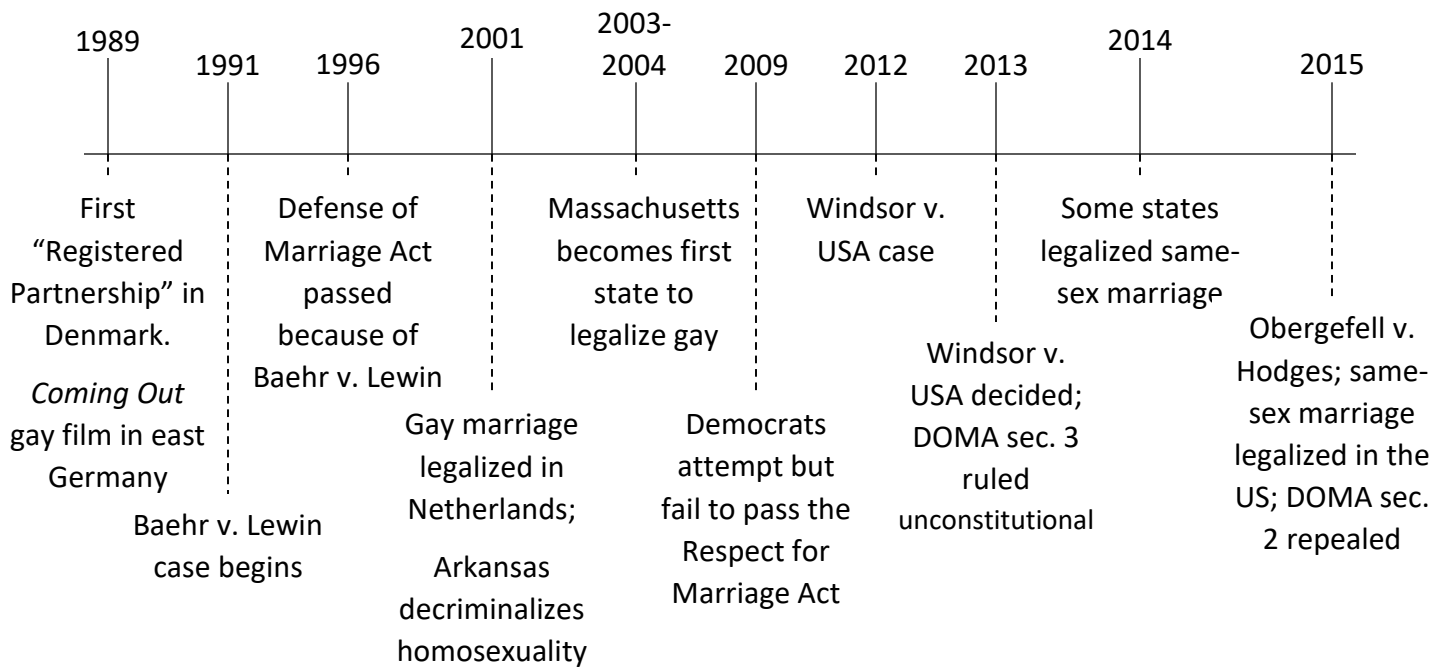 1989
1991
1996
2001
2003-
2004
2009
2012
2013
2014
2015
First
“Registered
Partnership” in
Denmark.
Coming Out
gay film in east
Germany
Baehr v. Lewin
case begins
Defense of
Marriage Act
passed
because of
Baehr v. Lewin
Gay marriage
legalized in
Netherlands;
Arkansas
decriminalizes
homosexuality
Massachusetts
becomes first
state to
legalize gay
Democrats
attempt but
fail to pass the
Respect for
Marriage Act
Windsor v.
USA case
Windsor v.
USA decided;
DOMA sec. 3
ruled
unconstitutional
Some states
legalized same-
sex marriage
Obergefell v.
Hodges; same-
sex marriage
legalized in the
US; DOMA sec.
2 repealed